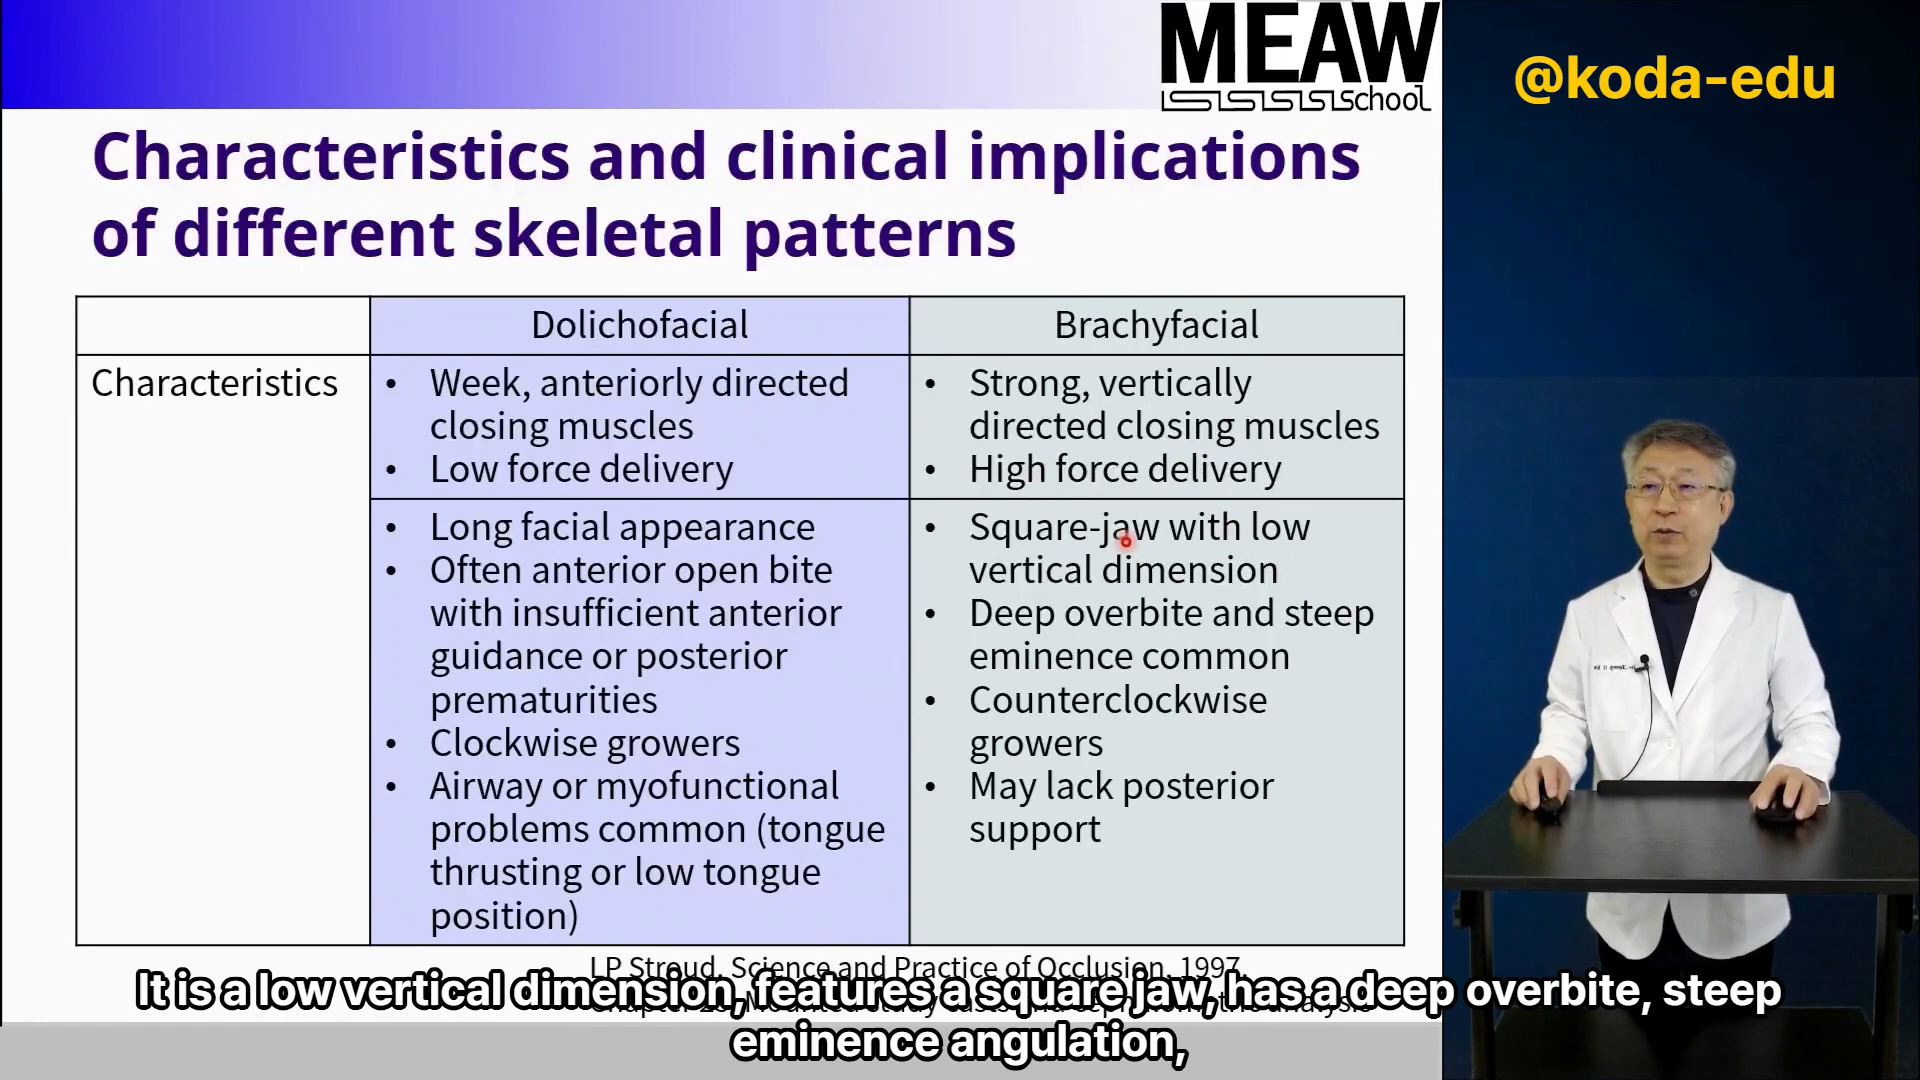 MEAW
school
@koda-edu
Characteristics and clinical implications
of different skeletal patterns
Dolichofacial
Brachyfacial
Characteristics
• Week, anteriorly directed
closing muscles
• Low force delivery
• Strong, vertically
directed closing muscles
• High force delivery
• Long facial appearance
• Often anterior open bite
with insufficient anterior
guidance or posterior
prematurities
• Clockwise growers
• Airway or myofunctional
problems common (tongue
thrusting or low tongue
position)
• Square-jaw with low
vertical dimension
• Deep overbite and steep
eminence common
• Counterclockwise
growers
• May lack posterior
support
LP Stroud, Science and Practice of Occlusion, 1997,
It is a low vertical dimension, features a square jaw, has a deep overbite, steep
eminence angulation,